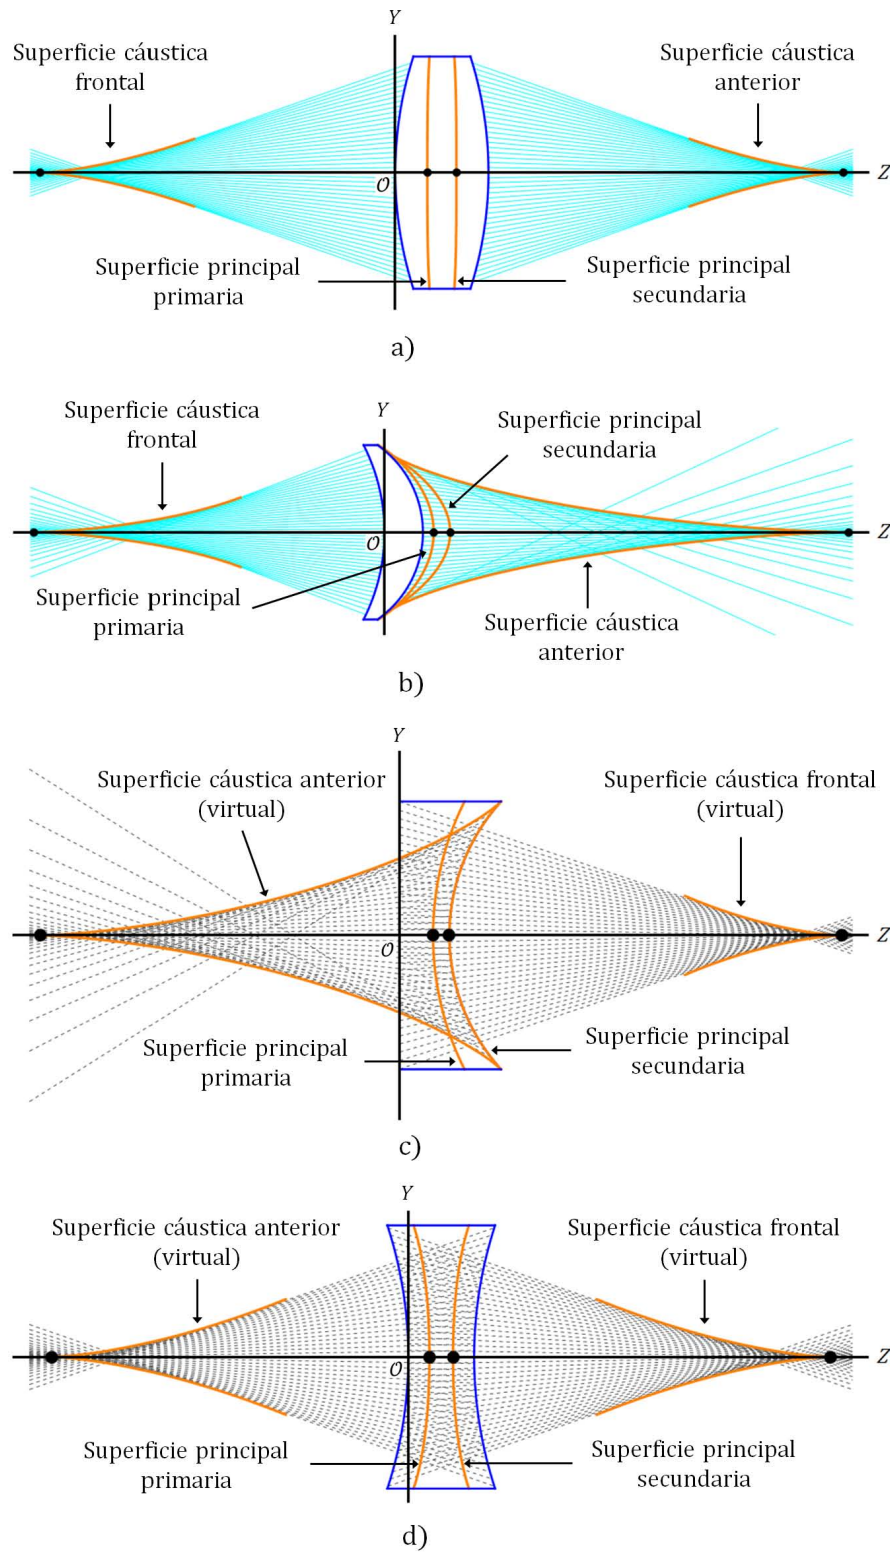 Y
Superficie cáustica
frontal
Superficie cáustica
anterior
Z
O
Superficie principal
primaria
Superficie principal
secundaria
a)
Y
Superficie cáustica
frontal
Superficie principal
secundaria
Z
O
Superficie principal
primaria
Superficie cáustica
anterior
b)
Y
Superficie cáustica anterior
(virtual)
Superficie cáustica frontal
(virtual)
O
Z
Superficie principal
primaria
Superficie principal
secundaria
c)
Y
Superficie cáustica anterior
(virtual)
Superficie cáustica frontal
(virtual)
O
Z
Superficie principal
primaria
Superficie principal
secundaria
d)